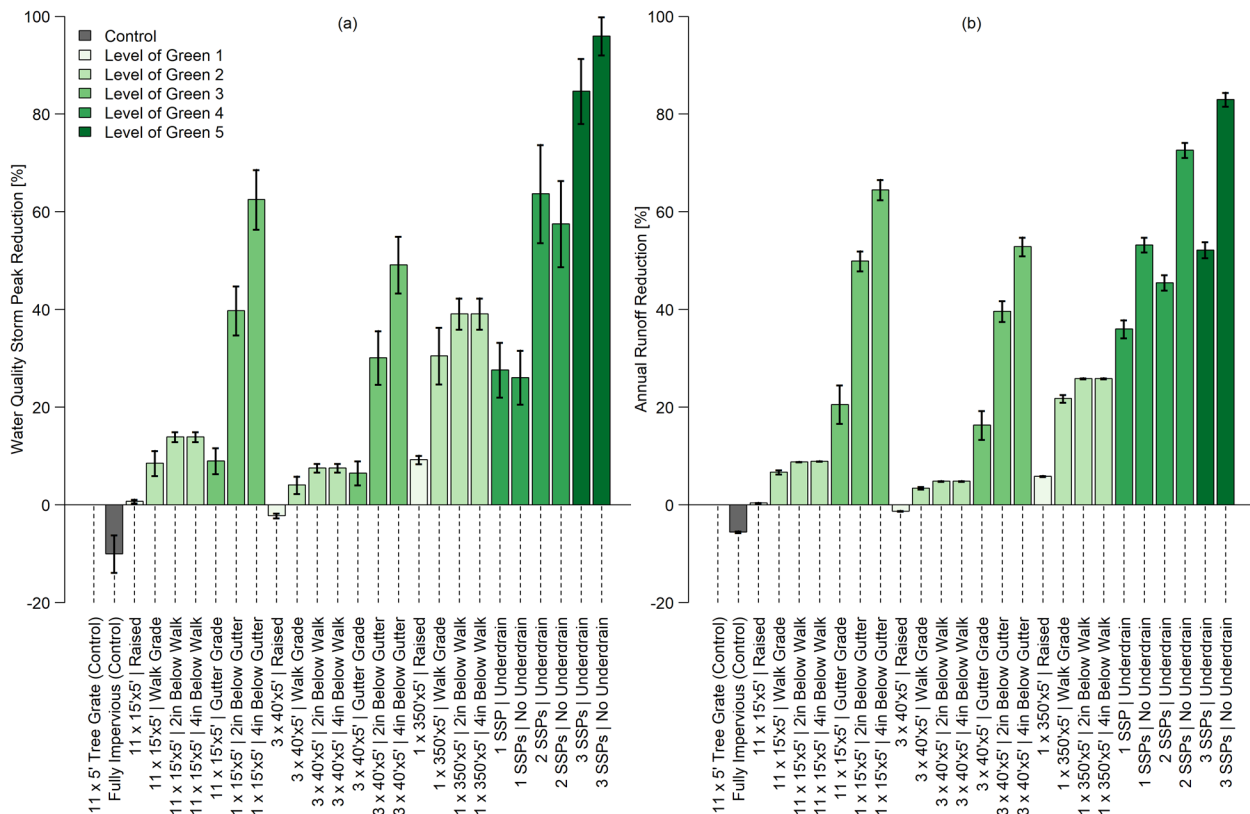 (a)
Water Quality Storm Peak Reduction [%]
100
80
60
40
20
0
-20
Control
Level of Green 1
Level of Green 2
Level of Green 3
Level of Green 4
Level of Green 5
11 x 5' Tree Grate (Control)
Fully Impervious (Control)
11 x 15'x5' | Raised
11 x 15'x5' | Walk Grade
11 x 15'x5' | 2in Below Walk
11 x 15'x5' | 4in Below Walk
11 x 15'x5' | Gutter Grade
1 x 15'x5' | 2in Below Gutter
1 x 15'x5' | 4in Below Gutter
3 x 40'x5' | Raised
3 x 40'x5' | Walk Grade
3 x 40'x5' | 2in Below Walk
3 x 40'x5' | 4in Below Walk
3 x 40'x5' | Gutter Grade
3 x 40'x5' | 2in Below Gutter
3 x 40'x5' | 4in Below Gutter
1 x 350'x5' | Raised
1 x 350'x5' | Walk Grade
1 x 350'x5' | 2in Below Walk
1 x 350'x5' | 4in Below Walk
1 SSP | Underdrain
1 SSPs | No Underdrain
2 SSPs | Underdrain
2 SSPs | No Underdrain
3 SSPs | Underdrain
3 SSPs | No Underdrain
(b)
Annual Runoff Reduction [%]
100
80
60
40
20
0
-20
11 x 5' Tree Grate (Control)
Fully Impervious (Control)
11 x 15'x5' | Raised
11 x 15'x5' | Walk Grade
11 x 15'x5' | 2in Below Walk
11 x 15'x5' | 4in Below Walk
11 x 15'x5' | Gutter Grade
1 x 15'x5' | 2in Below Gutter
1 x 15'x5' | 4in Below Gutter
3 x 40'x5' | Raised
3 x 40'x5' | Walk Grade
3 x 40'x5' | 2in Below Walk
3 x 40'x5' | 4in Below Walk
3 x 40'x5' | Gutter Grade
3 x 40'x5' | 2in Below Gutter
3 x 40'x5' | 4in Below Gutter
1 x 350'x5' | Raised
1 x 350'x5' | Walk Grade
1 x 350'x5' | 2in Below Walk
1 x 350'x5' | 4in Below Walk
1 SSP | Underdrain
1 SSPs | No Underdrain
2 SSPs | Underdrain
2 SSPs | No Underdrain
3 SSPs | Underdrain
3 SSPs | No Underdrain